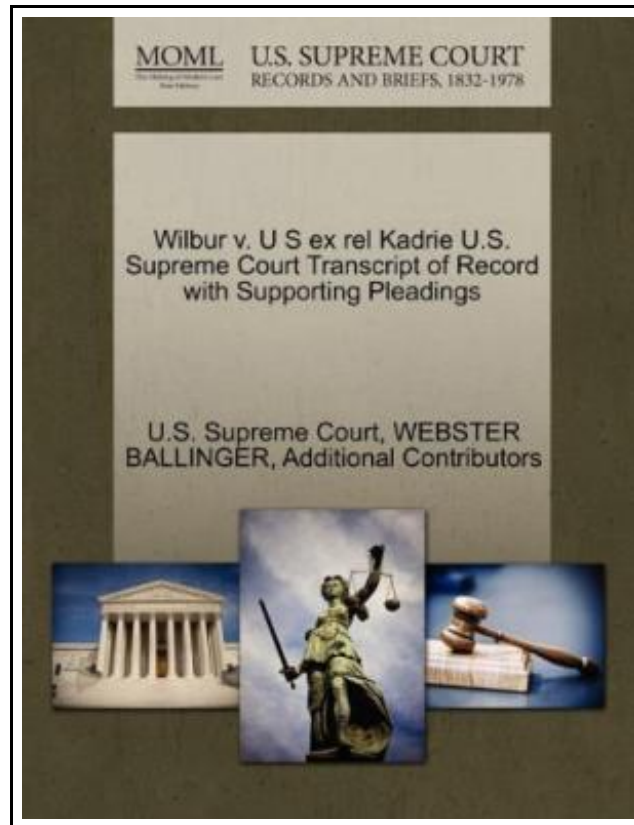 MOML
U.S. SUPREME COURT
RECORDS AND BRIEFS, 1832-1978
Wilbur v. U S ex rel Kadrie U.S.
Supreme Court Transcript of Record
with Supporting Pleadings
U.S. Supreme Court, WEBSTER
BALLINGER, Additional Contributors